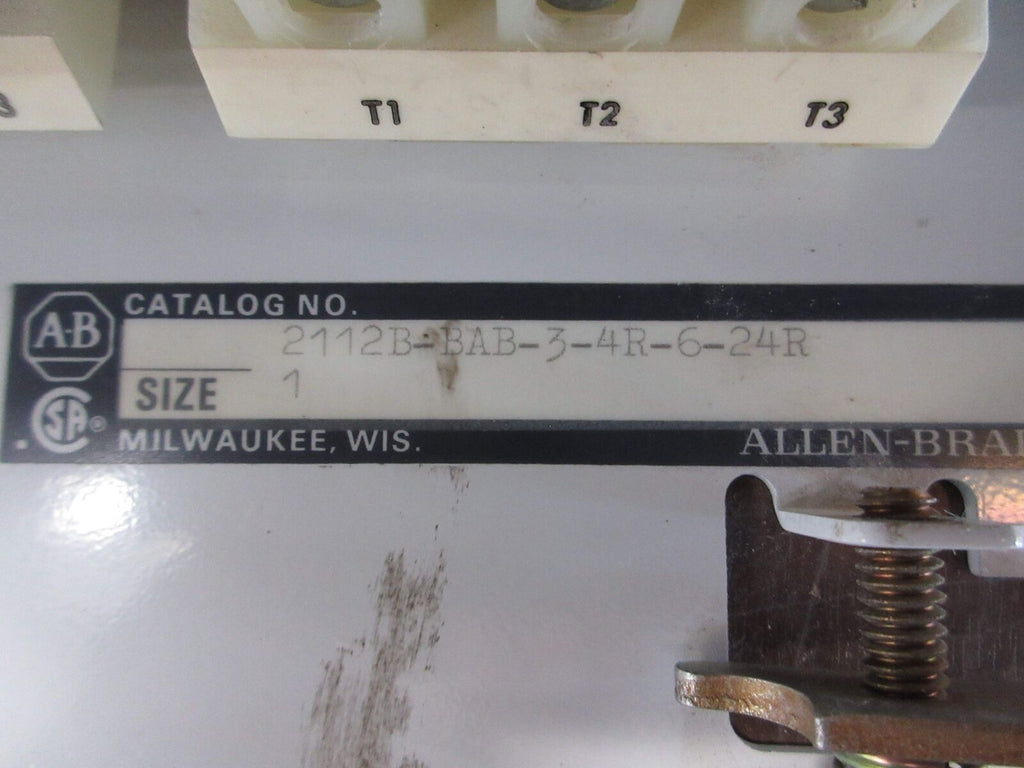 T1 T2 T3
A-B
CATALOG NO.
2112B-BAB-3-4R-6-24R
SIZE 1
SA®
MILWAUKEE, WIS. ALLEN-BRA